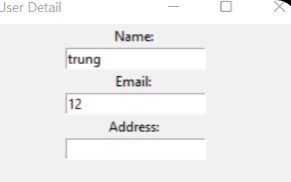 User Detail
Name:
trung
Email:
12
Address: